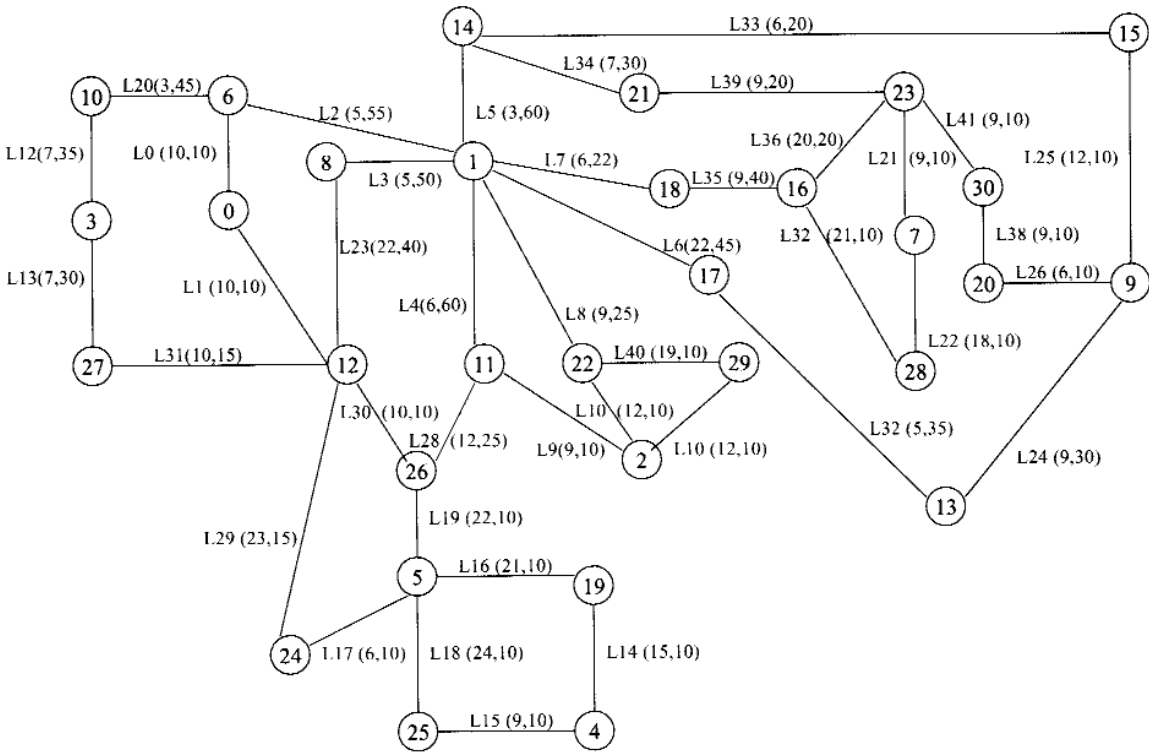 14
L33 (6,20)
15
L34 (7,30)
10
L20(3,45)
6
21
L39 (9,20)
23
L2 (5,55)
L5 (3,60)
L36 (20,20)
L41 (9,10)
L12(7,35)
L0 (10,10)
8
1
L7 (6,22)
L21 (9,10)
L25 (12,10)
L3 (5,50)
18
L35 (9,40)
16
30
3
0
L32 (21,10)
7
L38 (9,10)
L23(22,40)
L6(22,45)
17
L13(7,30)
L1 (10,10)
L4(6,60)
20
L26 (6,10)
9
L8 (9,25)
27
L31(10,15)
12
11
22
L40 (19,10)
29
L22 (18,10)
28
L30 (10,10)
L10 (12,10)
L28 (12,25)
L9(9,10)
2
L10 (12,10)
L32 (5,35)
L24 (9,30)
26
13
L19 (22,10)
L29 (23,15)
5
L16 (21,10)
19
24
L17 (6,10)
L18 (24,10)
L14 (15,10)
25
L15 (9,10)
4